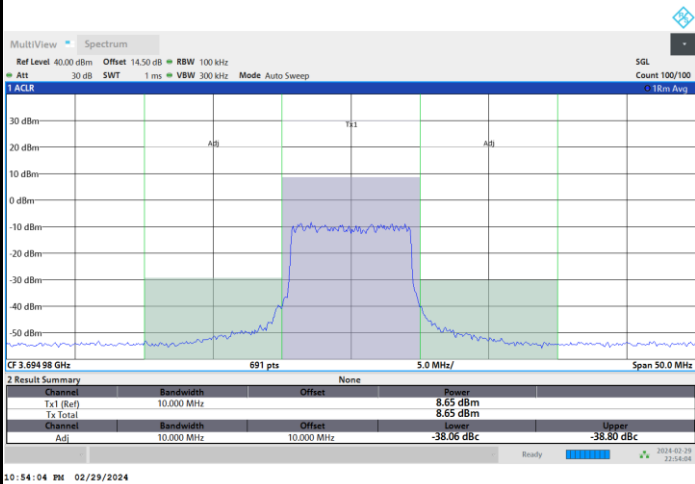 MultiView Spectrum
Ref Level 40.00 dBm Offset 14.50 dB RBW 100 kHz SGL
Att 30 dB SWT 1 ms VBW 300 kHz Mode Auto Sweep Count 100/100
1 ACLR 1Rm Avg
30 dBm
Tx1
20 dBm
Adj Adj
10 dBm
0 dBm
-10 dBm
-20 dBm
-30 dBm
-40 dBm
-50 dBm
CF 3.694 98 GHz 691 pts 5.0 MHz/ Span 50.0 MHz
2 Result Summary None
Channel Bandwidth Offset Power
Tx1 (Ref) 10.000 MHz 8.65 dBm
Tx Total 8.65 dBm
Channel Bandwidth Offset Lower Upper
Adj 10.000 MHz 10.000 MHz -38.06 dBc -38.80 dBc
Ready 2024-02-29
22:54:04
10:54:04 PM 02/29/2024